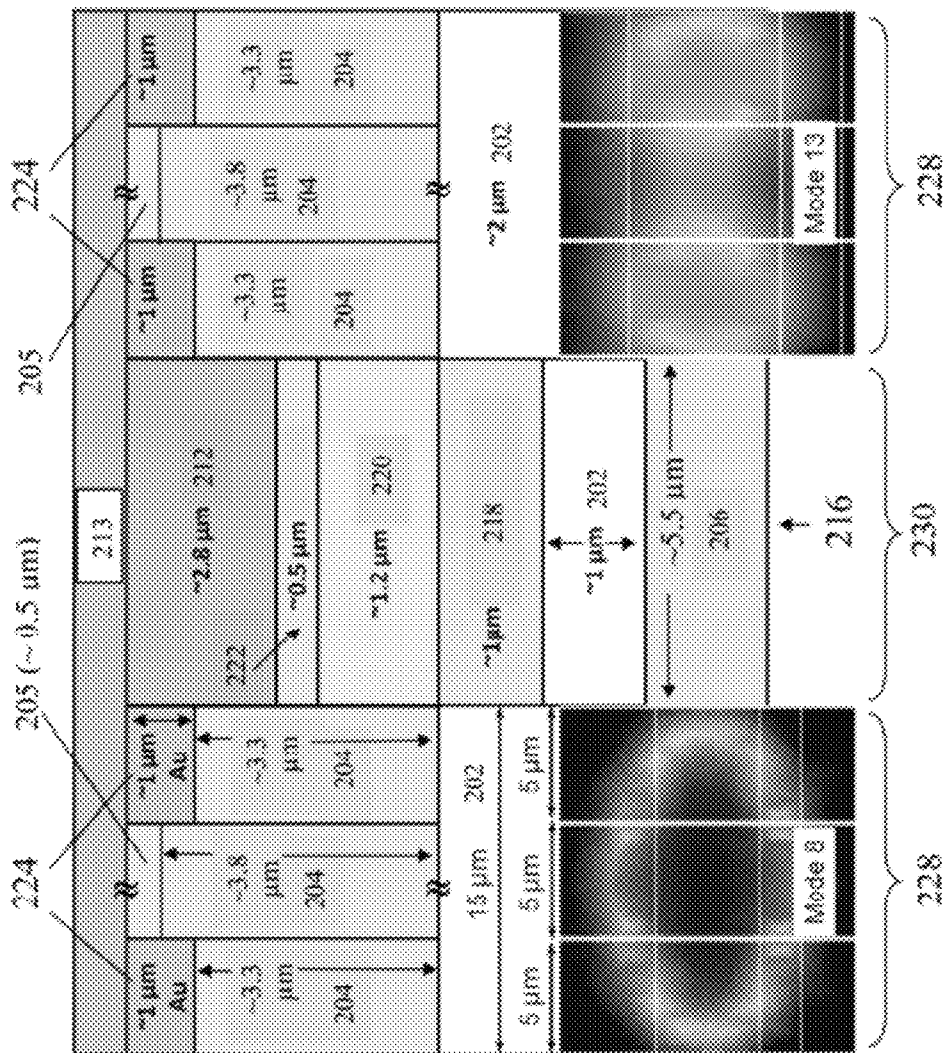 224
205 (~ 0.5 µm)
205
224
213
~1 µm
Au
~1 µm
Au
~1 µm
~1 µm
~3.3
µm
204
~3.8
µm
204
~3.3
µm
204
~2.8 µm 212
222
~0.5 µm
~1.2 µm 220
~3.3
µm
204
~3.8
µm
204
~3.3
µm
204
15 µm 202
~1µm 218
~2 µm 202
5 µm
5 µm
5 µm
~1 µm 202
~5.5 µm
206
216
Mode 8
Mode 13
228
230
228